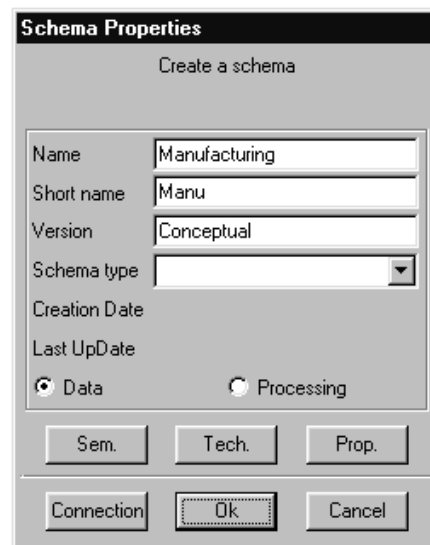 Schema Properties
Create a schema
Name Manufacturing
Short name Manu
Version Conceptual
Schema type
Creation Date
Last UpDate
Data Processing
Sem. Tech. Prop.
Connection Ok Cancel